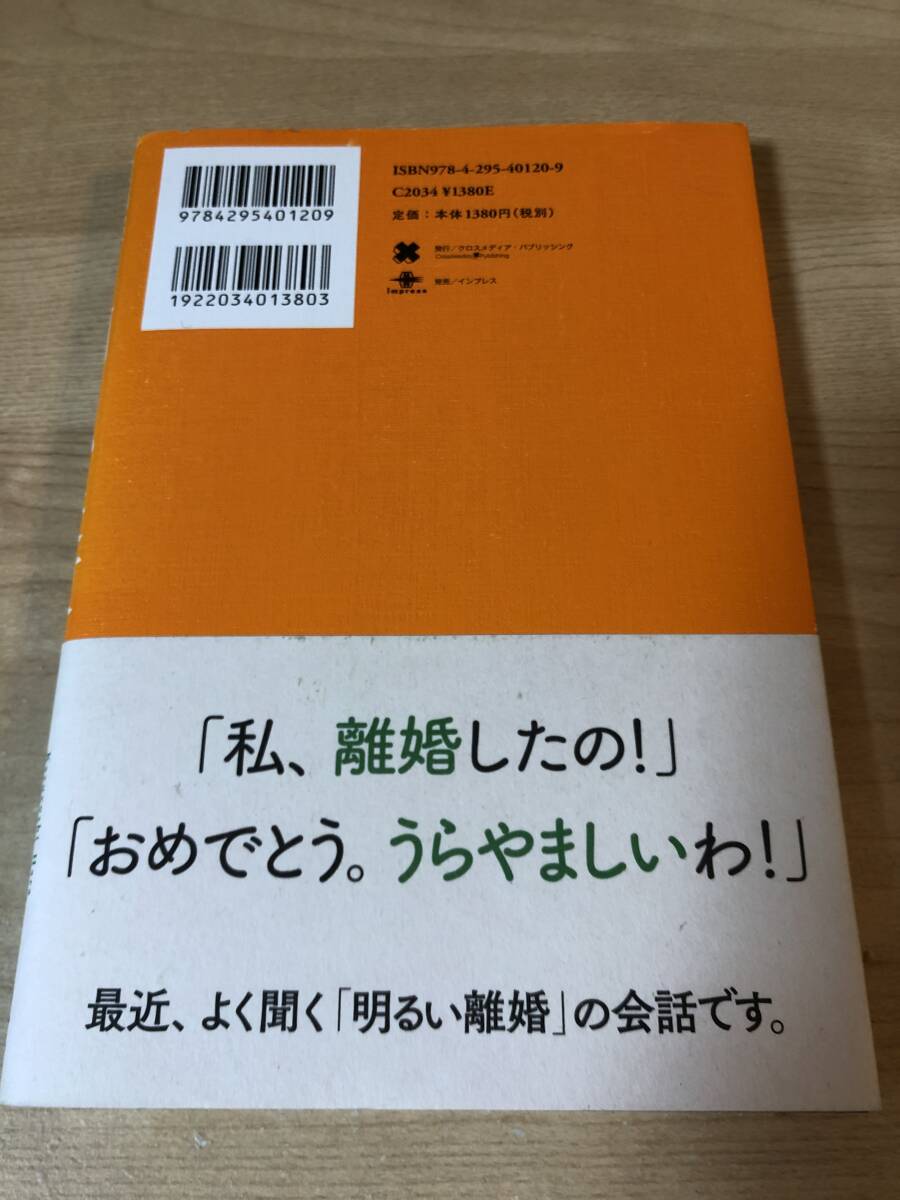 9784295401209
1922034013803
ISBN978-4-295-40120-9
C2034 ¥1380E
定価：本体1380円(税別)
発行／クロスメディア・パブリッシング
CrossMedia Publishing
Impress
発売／インプレス
「私、離婚したの!」
「おめでとう。うらやましいわ!」
最近、よく聞く「明るい離婚」の会話です。